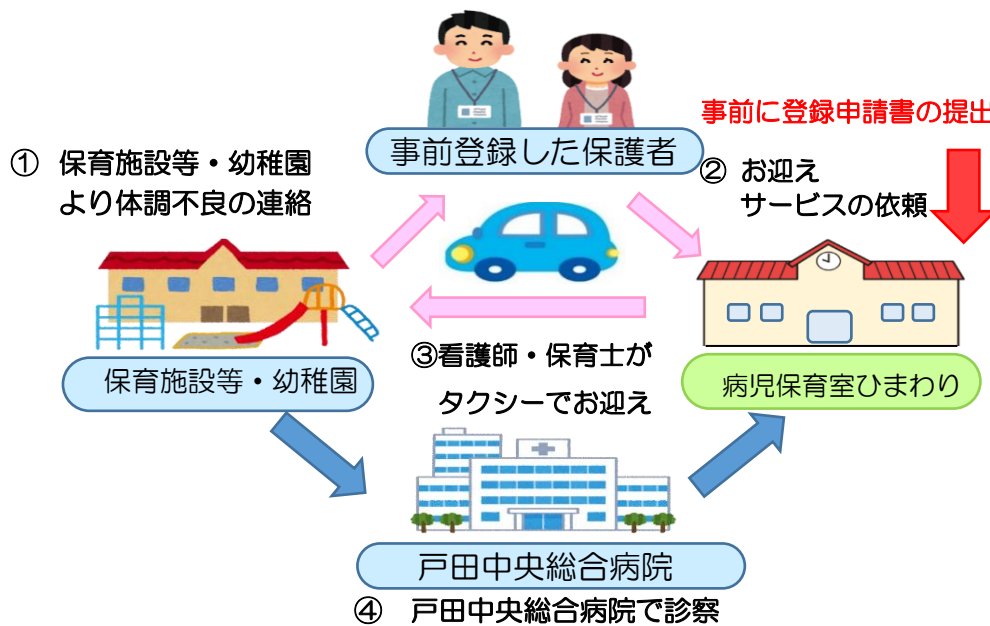 事前登録した保護者
事前に登録申請書の提出
① 保育施設等・幼稚園
より体調不良の連絡
② お迎え
サービスの依頼
③看護師・保育士が
タクシーでお迎え
保育施設等・幼稚園
病児保育室ひまわり
戸田中央総合病院
④ 戸田中央総合病院で診察